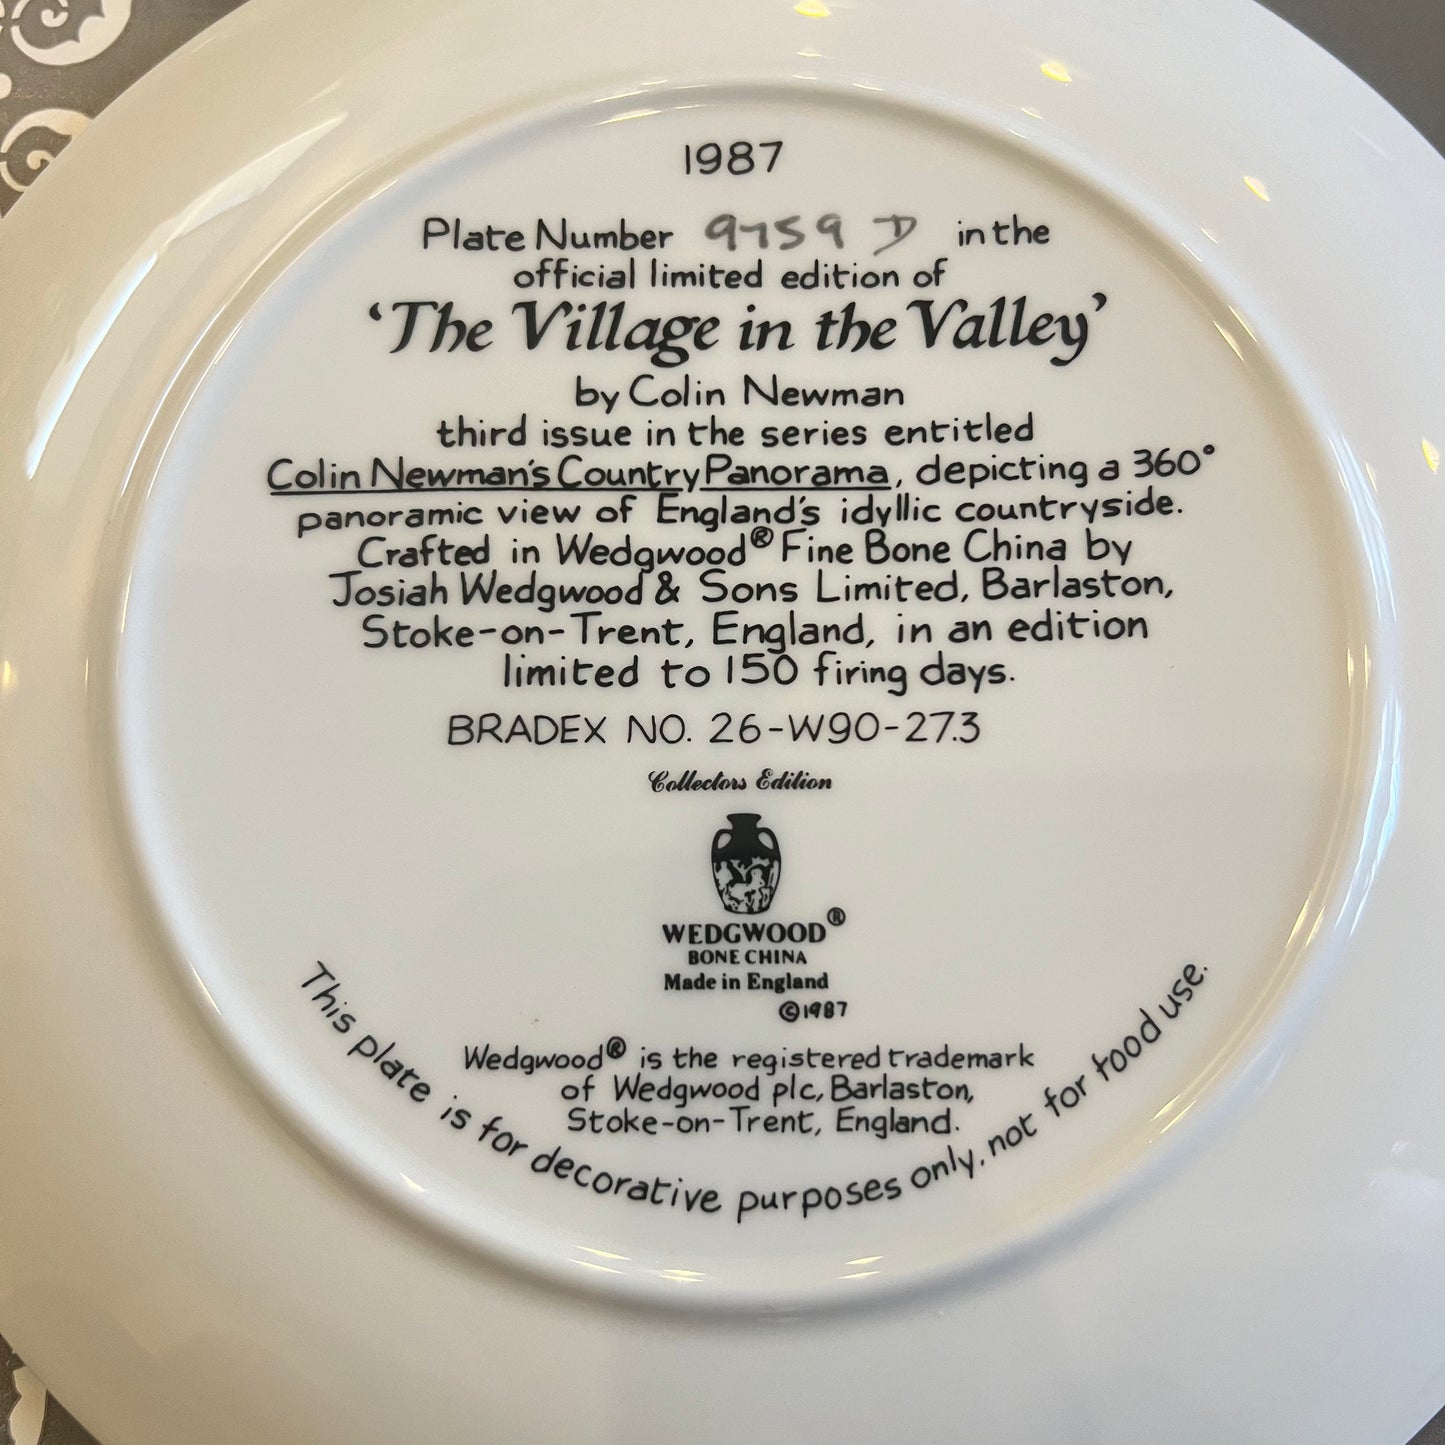 1987
Plate Number 9759 D in the
official limited edition of
‘The Village in the Valley’
by Colin Newman
third issue in the series entitled
Colin Newman's Country Panorama, depicting a 360°
panoramic view of England's idyllic countryside.
Crafted in Wedgwood® Fine Bone China by
Josiah Wedgwood & Sons Limited, Barlaston,
Stoke-on-Trent, England, in an edition
limited to 150 firing days.
BRADEX NO. 26-W90-27.3
Collectors Edition
WEDGWOOD®
BONE CHINA
Made in England
©1987
Wedgwood® is the registered trademark
of Wedgwood plc, Barlaston,
Stoke-on-Trent, England.
This plate is for decorative purposes only, not for food use.